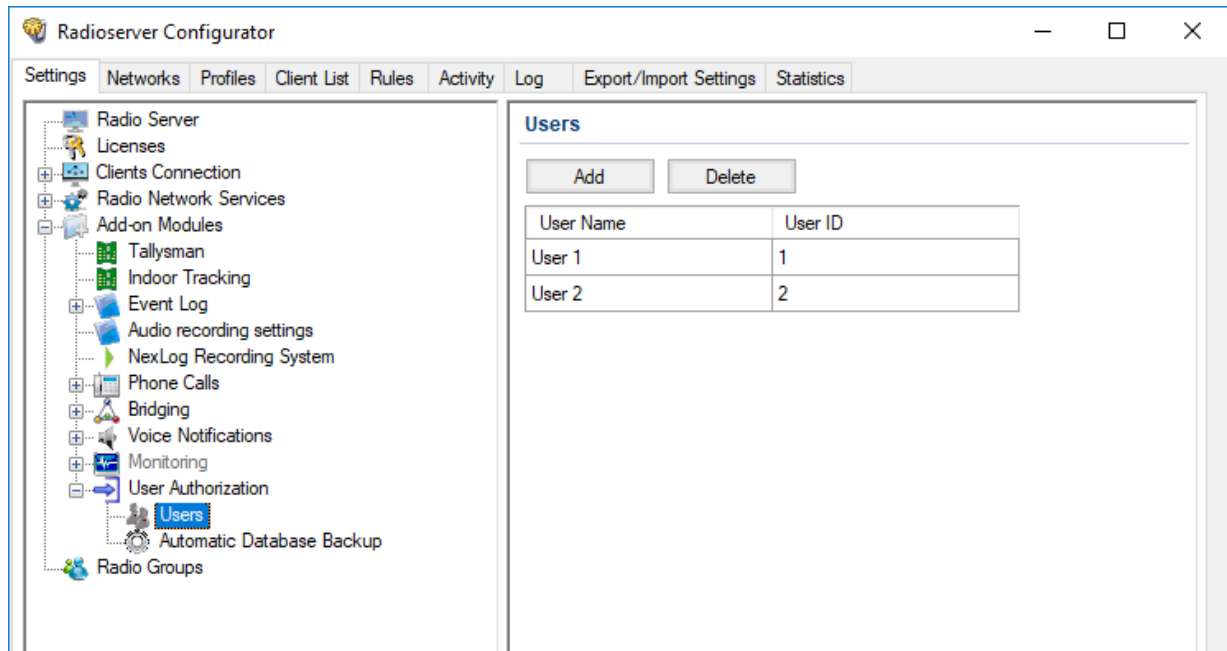 Radioserver Configurator
Settings Networks Profiles Client List Rules Activity Log Export/Import Settings Statistics
Radio Server
Licenses
Clients Connection
Radio Network Services
Add-on Modules
Tallysman
Indoor Tracking
Event Log
Audio recording settings
NexLog Recording System
Phone Calls
Bridging
Voice Notifications
Monitoring
User Authorization
Users
Automatic Database Backup
Radio Groups
Users
Add Delete
User Name User ID
User 1 1
User 2 2